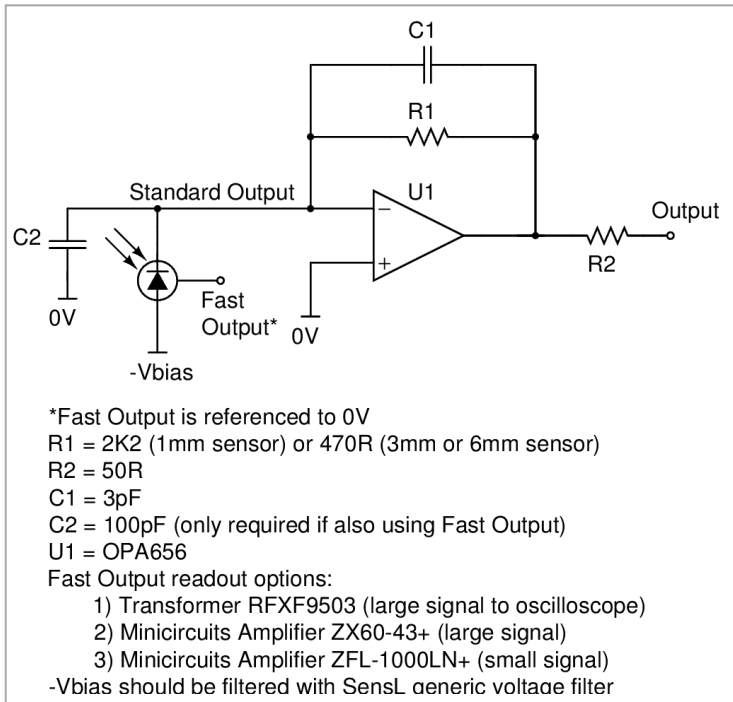 C1
R1
Standard Output
U1
Output
C2
R2
Fast
Output*
0V
0V
-Vbias
*Fast Output is referenced to 0V
R1 = 2K2 (1mm sensor) or 470R (3mm or 6mm sensor)
R2 = 50R
C1 = 3pF
C2 = 100pF (only required if also using Fast Output)
U1 = OPA656
Fast Output readout options:
1) Transformer RFXF9503 (large signal to oscilloscope)
2) Minicircuits Amplifier ZX60-43+ (large signal)
3) Minicircuits Amplifier ZFL-1000LN+ (small signal)
-Vbias should be filtered with SensL generic voltage filter